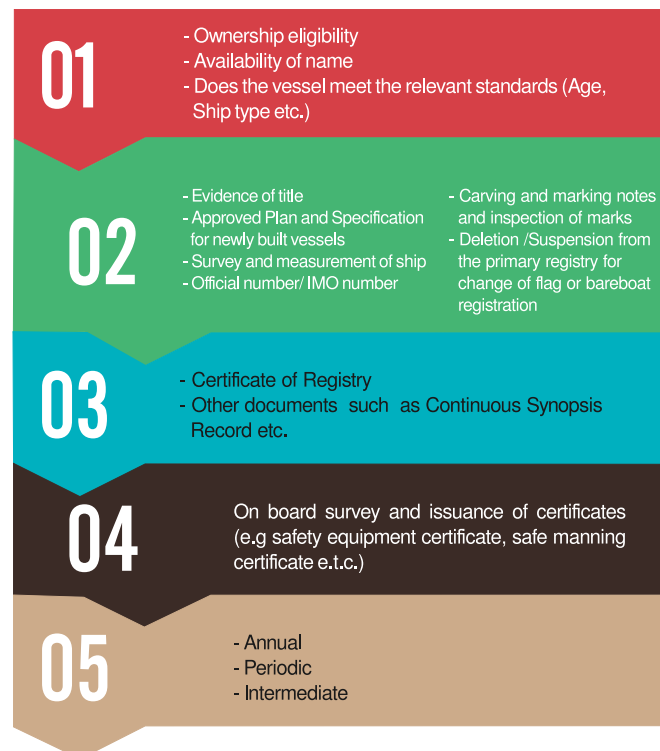 01
- Ownership eligibility
- Availability of name
- Does the vessel meet the relevant standards (Age,
Ship type etc.)
02
- Evidence of title
- Approved Plan and Specification
for newly built vessels
- Survey and measurement of ship
- Official number/ IMO number
- Carving and marking notes
and inspection of marks
- Deletion /Suspension from
the primary registry for
change of flag or bareboat
registration
03
- Certificate of Registry
- Other documents such as Continuous Synopsis
Record etc.
04
On board survey and issuance of certificates
(e.g safety equipment certificate, safe manning
certificate e.t.c.)
05
- Annual
- Periodic
- Intermediate